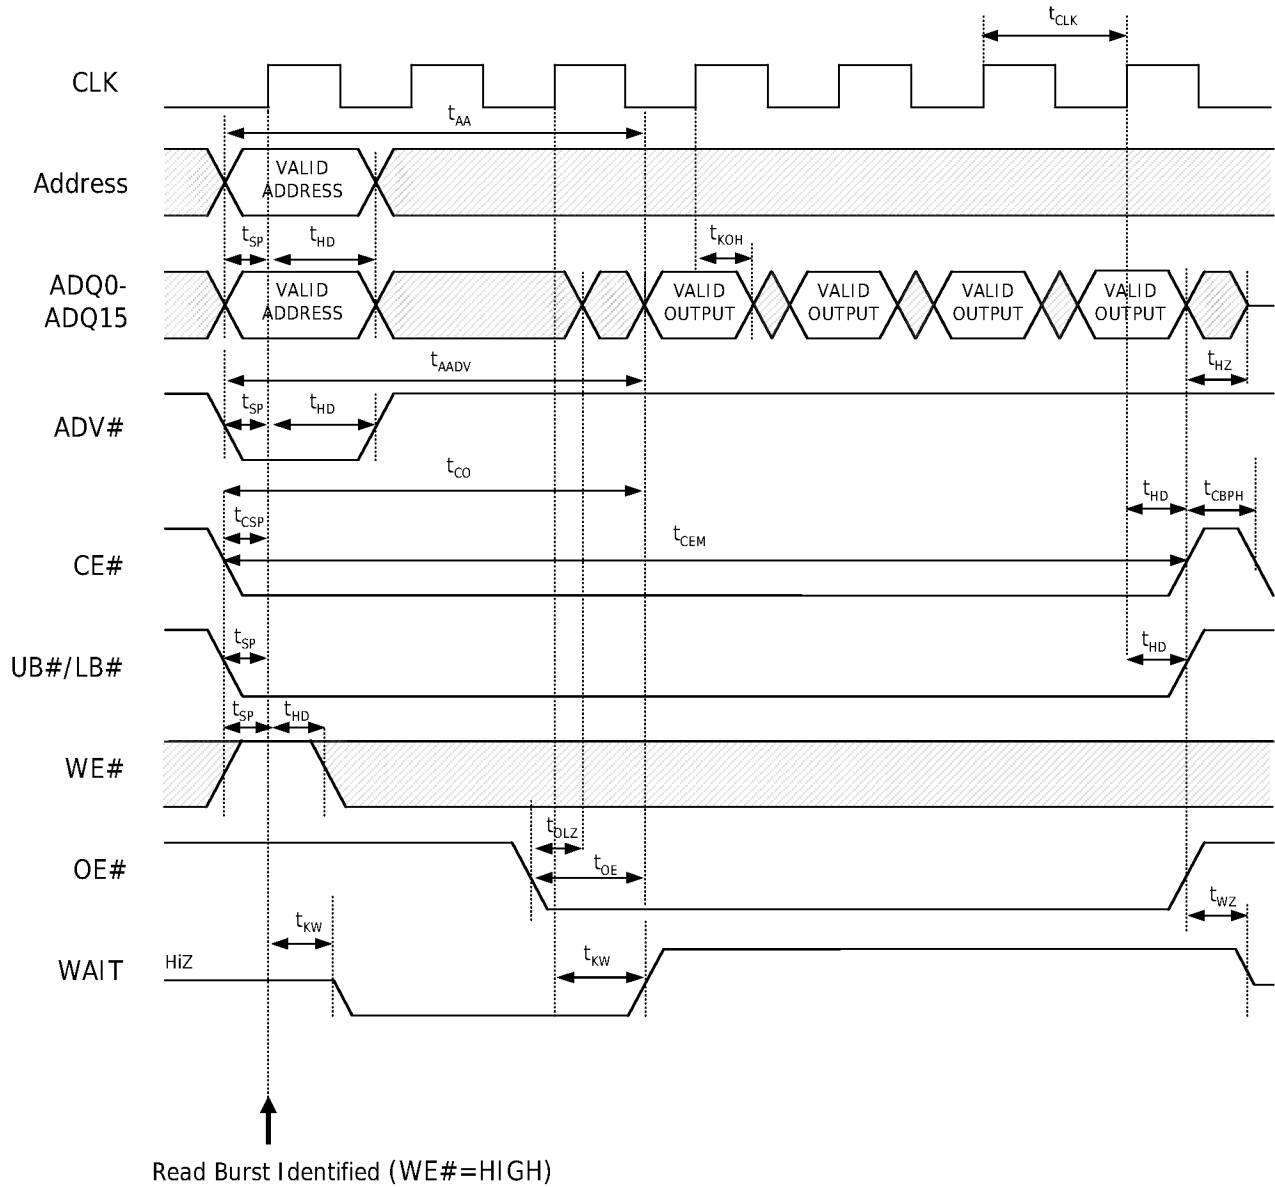 tCLK
CLK
tAA
Address
VALID
ADDRESS
tSP
tHD
tKOH
ADQ0-
ADQ15
VALID
ADDRESS
VALID
OUTPUT
VALID
OUTPUT
VALID
OUTPUT
VALID
OUTPUT
tAADV
tHZ
ADV#
tSP
tHD
tCO
tCSP
tHD
tCBPH
CE#
tCEM
UB#/LB#
tSP
tHD
tSP
tHD
WE#
tOLZ
OE#
tOE
tWZ
tKW
WAIT
HiZ
tKW
Read Burst Identified (WE#=HIGH)